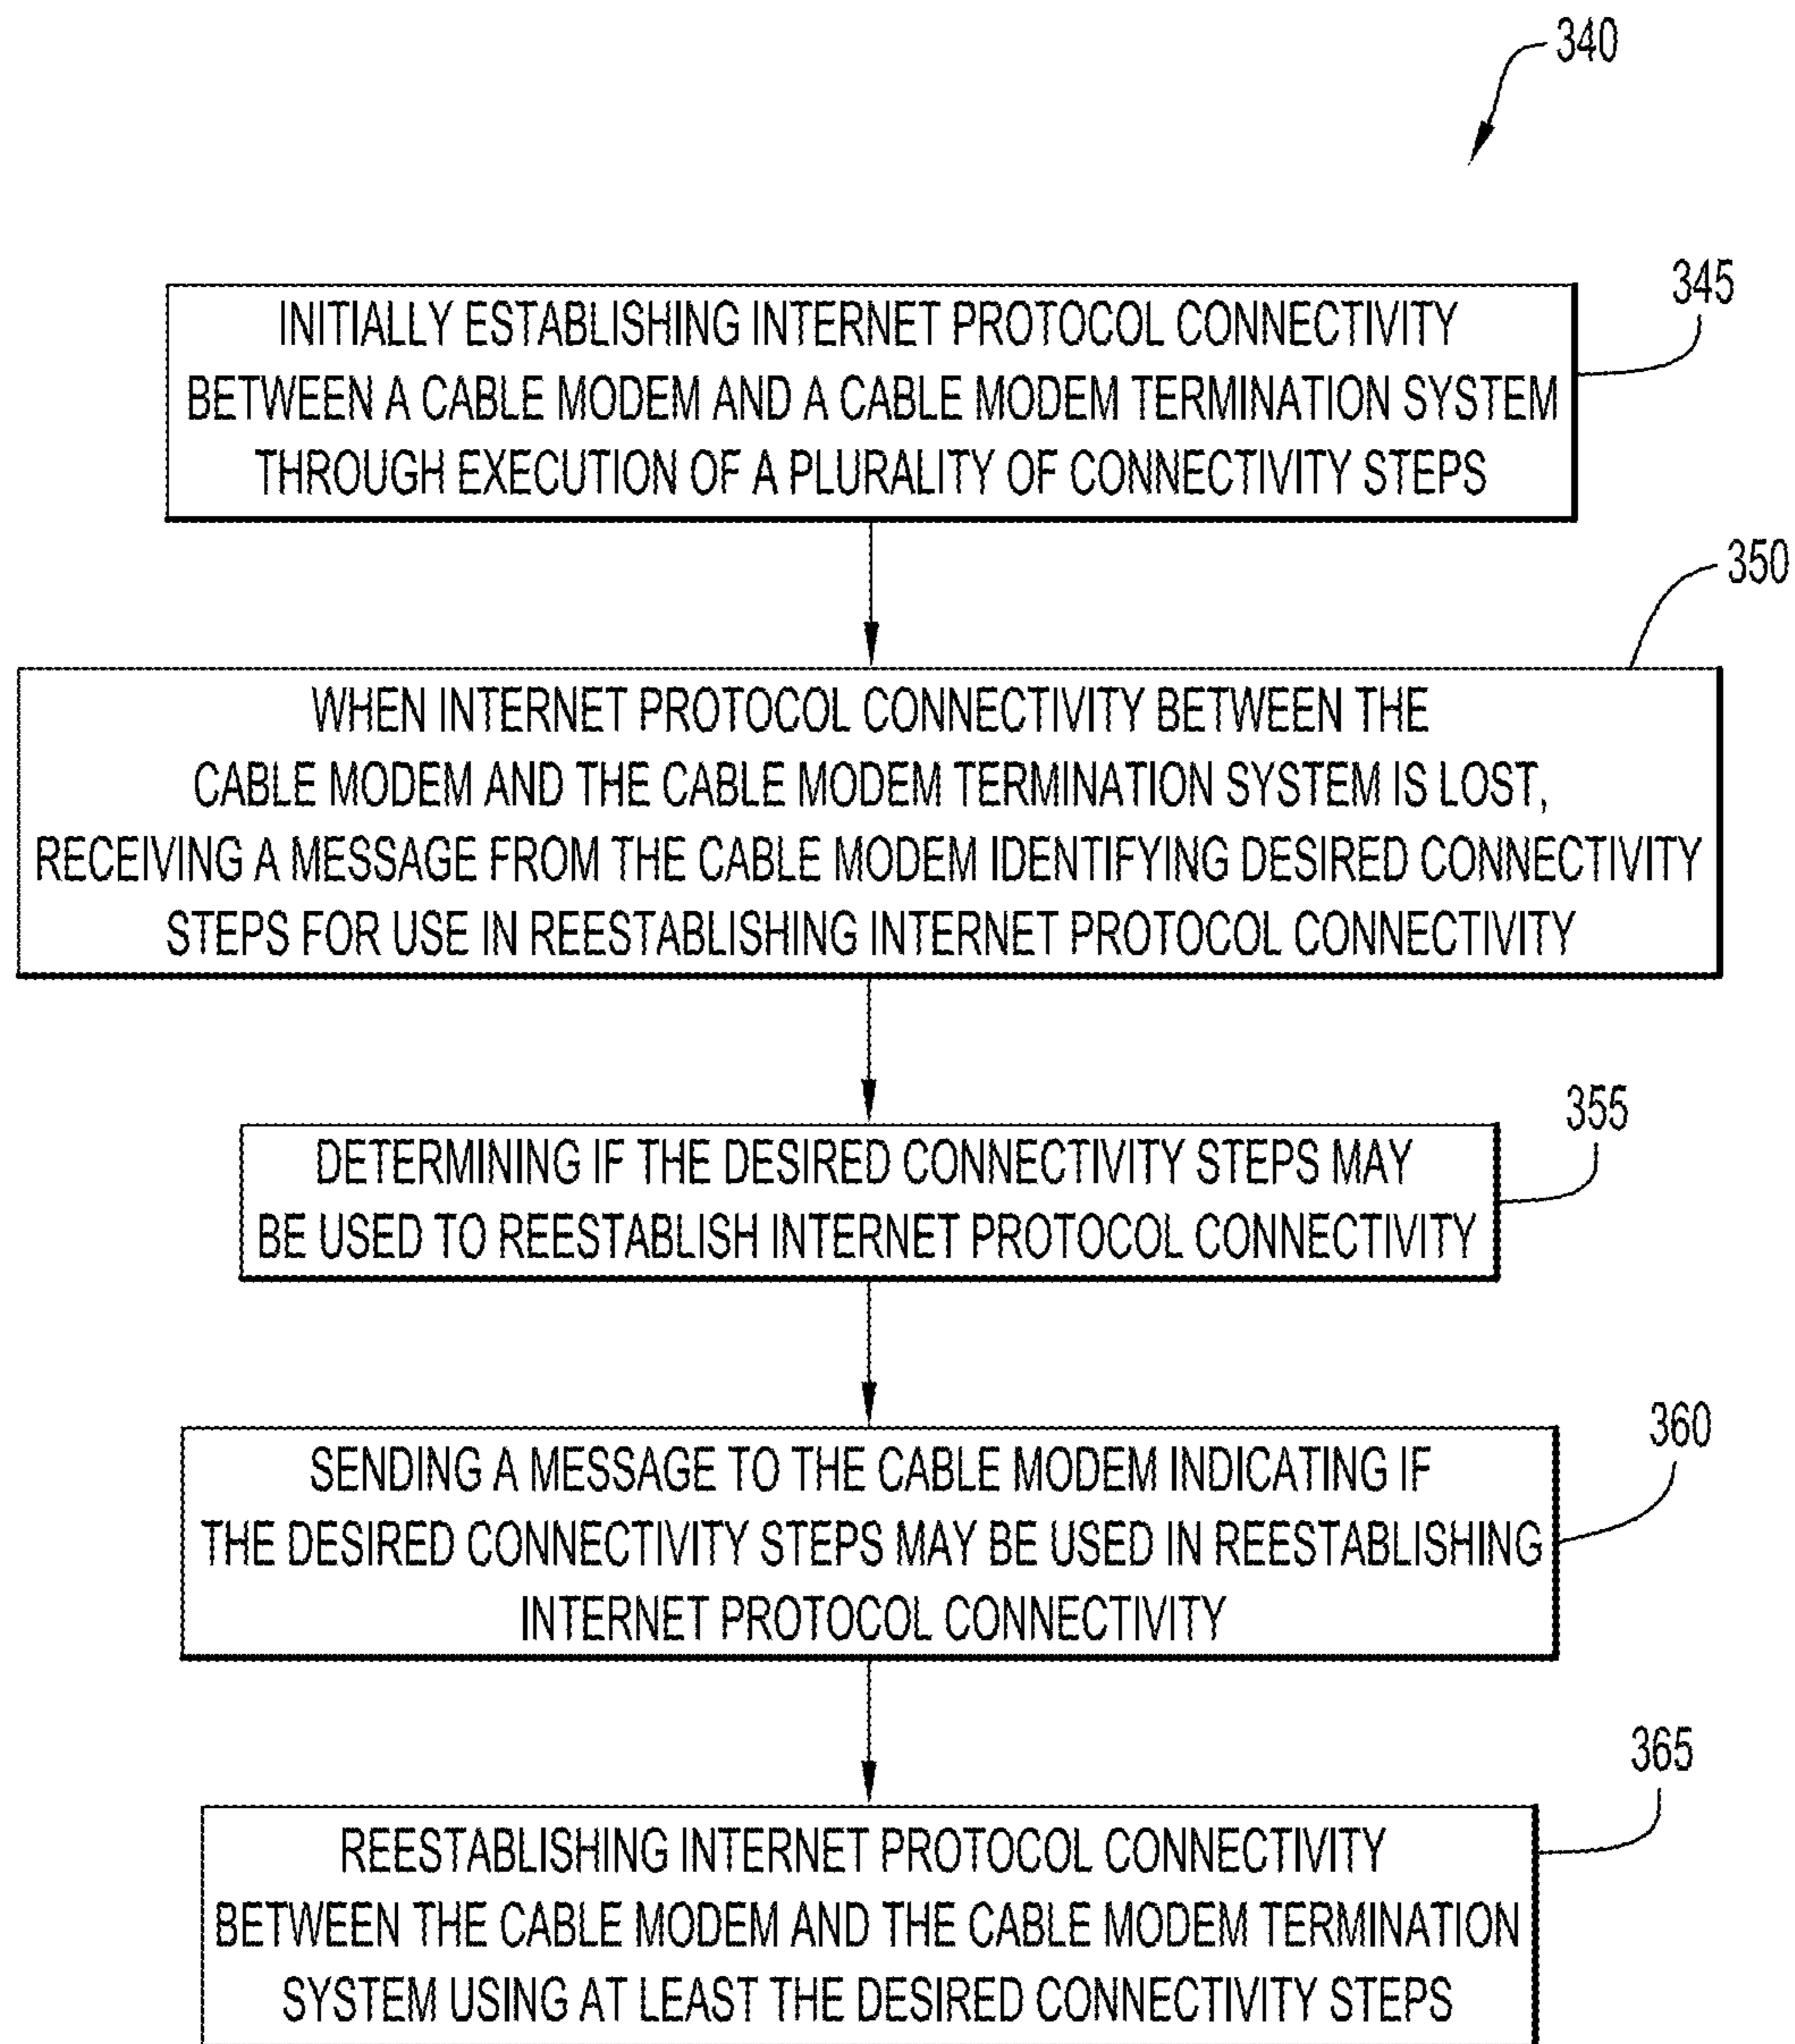 340
345
INITIALLY ESTABLISHING INTERNET PROTOCOL CONNECTIVITY
BETWEEN A CABLE MODEM AND A CABLE MODEM TERMINATION SYSTEM
THROUGH EXECUTION OF A PLURALITY OF CONNECTIVITY STEPS
350
WHEN INTERNET PROTOCOL CONNECTIVITY BETWEEN THE
CABLE MODEM AND THE CABLE MODEM TERMINATION SYSTEM IS LOST,
RECEIVING A MESSAGE FROM THE CABLE MODEM IDENTIFYING DESIRED CONNECTIVITY
STEPS FOR USE IN REESTABLISHING INTERNET PROTOCOL CONNECTIVITY
355
DETERMINING IF THE DESIRED CONNECTIVITY STEPS MAY
BE USED TO REESTABLISH INTERNET PROTOCOL CONNECTIVITY
360
SENDING A MESSAGE TO THE CABLE MODEM INDICATING IF
THE DESIRED CONNECTIVITY STEPS MAY BE USED IN REESTABLISHING
INTERNET PROTOCOL CONNECTIVITY
365
REESTABLISHING INTERNET PROTOCOL CONNECTIVITY
BETWEEN THE CABLE MODEM AND THE CABLE MODEM TERMINATION
SYSTEM USING AT LEAST THE DESIRED CONNECTIVITY STEPS